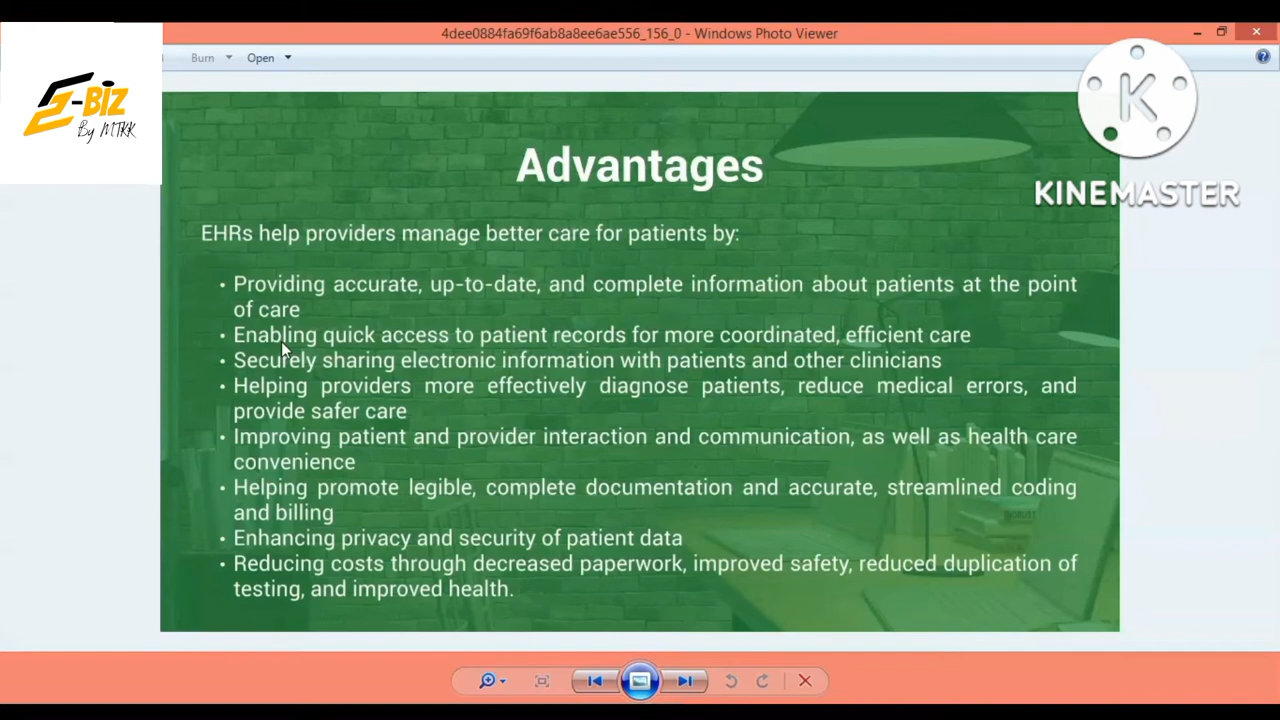 4dee0884fa69f6ab8a8ee6ae556_156_0 - Windows Photo Viewer
Burn
Open
E-BIZ
By MTKK
K
KINEMASTER
Advantages
EHRs help providers manage better care for patients by:
• Providing accurate, up-to-date, and complete information about patients at the point
of care
• Enabling quick access to patient records for more coordinated, efficient care
• Securely sharing electronic information with patients and other clinicians
• Helping providers more effectively diagnose patients, reduce medical errors, and
provide safer care
• Improving patient and provider interaction and communication, as well as health care
convenience
• Helping promote legible, complete documentation and accurate, streamlined coding
and billing
• Enhancing privacy and security of patient data
• Reducing costs through decreased paperwork, improved safety, reduced duplication of
testing, and improved health.